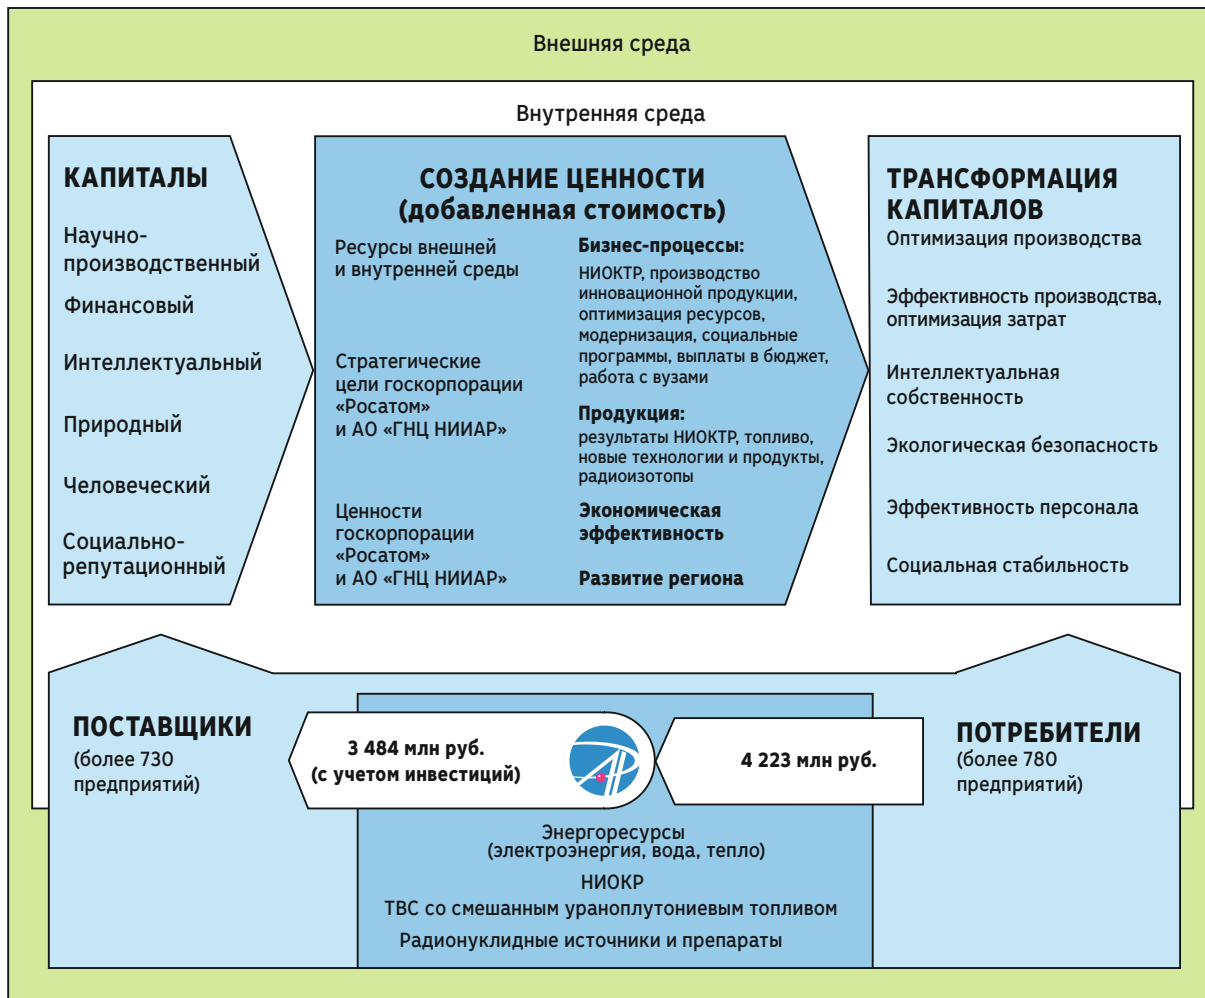 Внешняя среда
Внутренняя среда
КАПИТАЛЫ
Научно-
производственный
Финансовый
Интеллектуальный
Природный
Человеческий
Социально-
репутационный
СОЗДАНИЕ ЦЕННОСТИ
(добавленная стоимость)
Ресурсы внешней
и внутренней среды
Стратегические
цели госкорпорации
«Росатом»
и АО «ГНЦ НИИАР»
Ценности
госкорпорации
«Росатом»
и АО «ГНЦ НИИАР»
Бизнес-процессы:
НИОКТР, производство
инновационной продукции,
оптимизация ресурсов,
модернизация, социальные
программы, выплаты в бюджет,
работа с вузами
Продукция:
результаты НИОКТР, топливо,
новые технологии и продукты,
радиоизотопы
Экономическая
эффективность
Развитие региона
ТРАНСФОРМАЦИЯ
КАПИТАЛОВ
Оптимизация производства
Эффективность производства,
оптимизация затрат
Интеллектуальная
собственность
Экологическая безопасность
Эффективность персонала
Социальная стабильность
ПОСТАВЩИКИ
(более 730
предприятий)
3 484 млн руб.
(с учетом инвестиций)
4 223 млн руб.
ПОТРЕБИТЕЛИ
(более 780
предприятий)
Энергоресурсы
(электроэнергия, вода, тепло)
НИОКР
ТВС со смешанным ураноплутониевым топливом
Радионуклидные источники и препараты